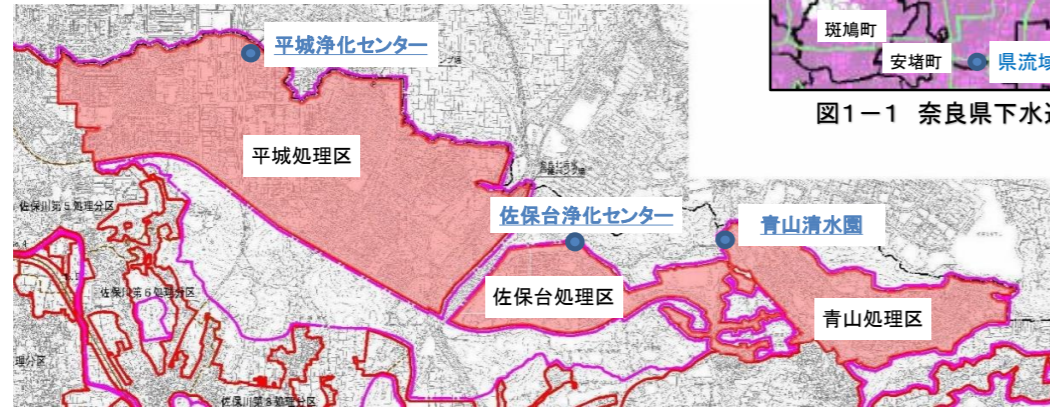 斑鳩町
安堵町
県流域
図1－1 奈良県下水道
平城浄化センター
平城処理区
佐保台浄化センター
青山清水園
佐保台処理区
青山処理区
佐保川第5処理分区
佐保川第6処理分区
理分区
佐保川第8処理分区